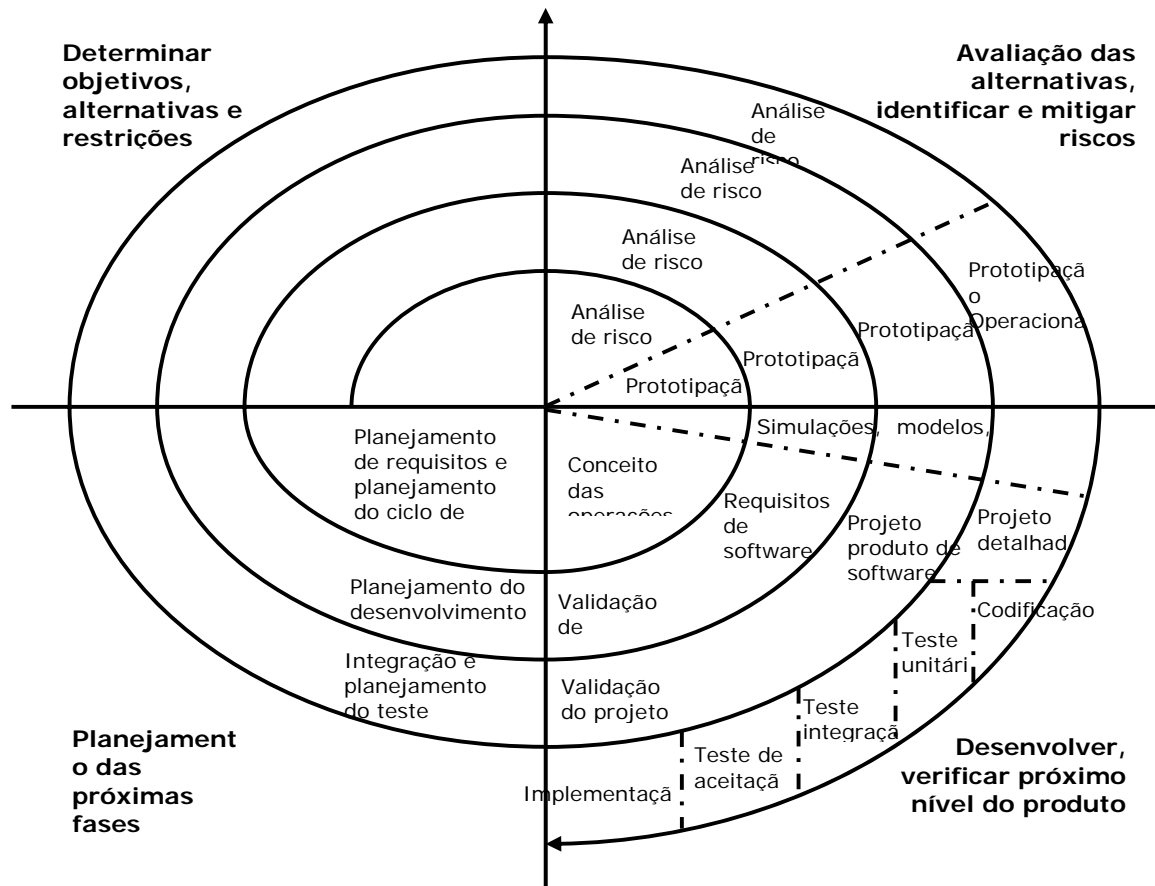 Determinar
objetivos,
alternativas e
restrições
Avaliação das
alternativas,
identificar e mitigar
riscos
Análise
de
risco
Análise
de risco
Análise
de risco
Análise
de risco
Prototipaçã
o
Operaciona
Prototipaçã
Prototipaçã
Prototipaçã
Simulações, modelos,
Planejamento
de requisitos e
planejamento
do ciclo de
Conceito
das
operações
Requisitos
de
software
Projeto
produto de
software
Projeto
detalhad
Codificação
Planejamento do
desenvolvimento
Validação
de
Teste
unitári
Integração e
planejamento
do teste
Validação
do projeto
Teste
integraçã
Teste de
aceitaçã
Implementaçã
Planejament
o das
próximas
fases
Desenvolver,
verificar próximo
nível do produto